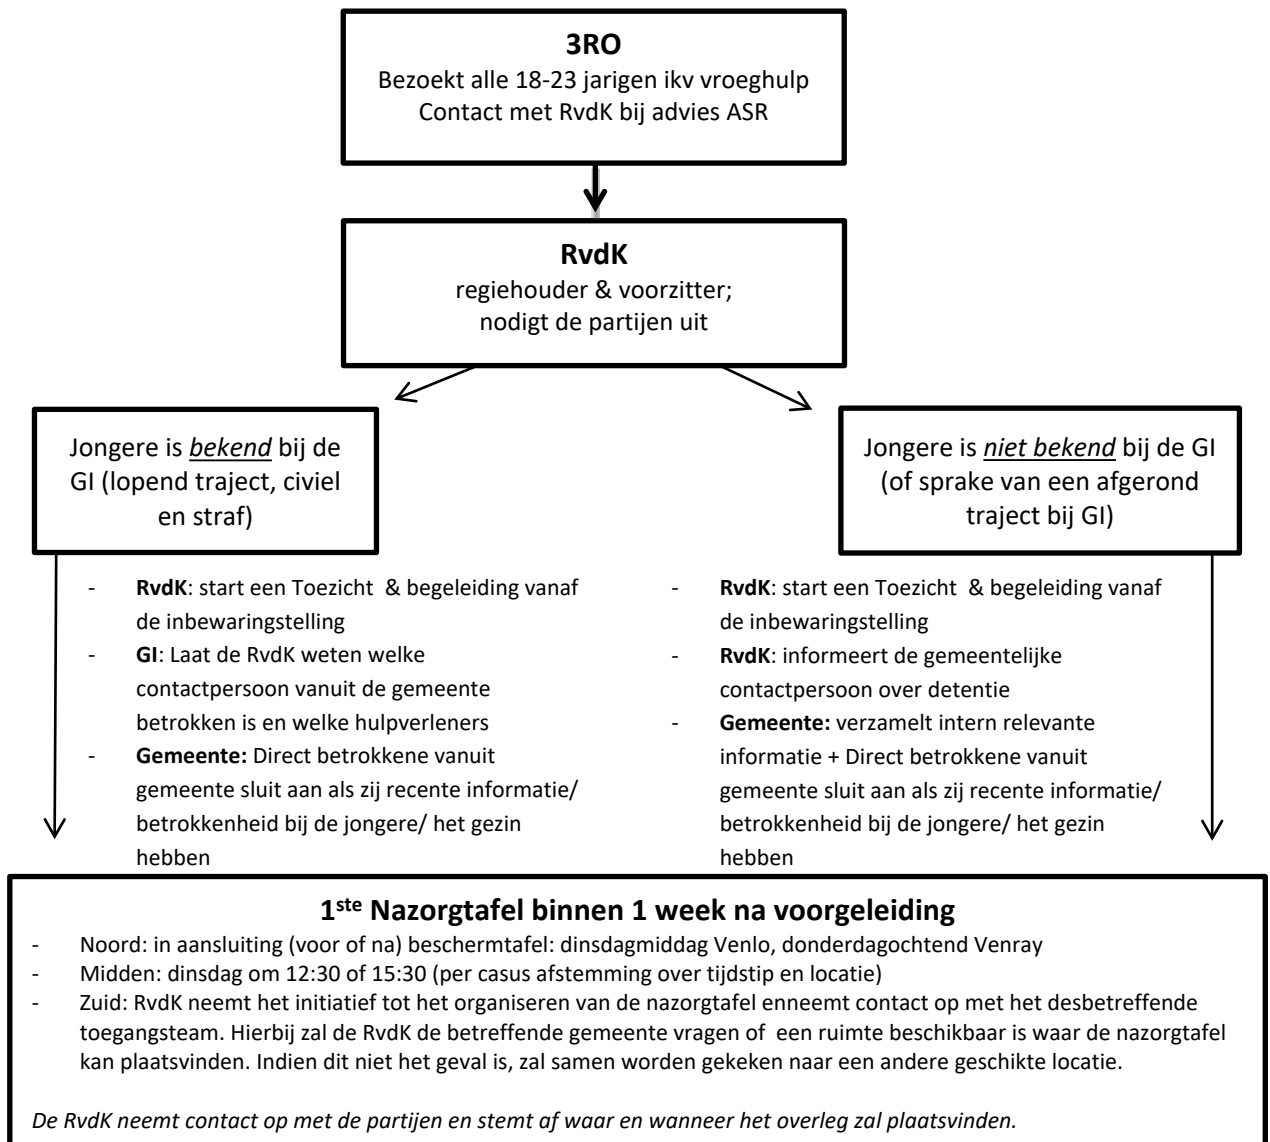 3RO
Bezoekt alle 18-23 jarigen ikv vroeghulp
Contact met RvdK bij advies ASR
RvdK
regiehouder & voorzitter;
nodigt de partijen uit
Jongere is bekend bij de
GI (lopend traject, civiel
en straf)
Jongere is niet bekend bij de GI
(of sprake van een afgerond
traject bij GI)
- RvdK: start een Toezicht & begeleiding vanaf
de inbewaringstelling
- GI: Laat de RvdK weten welke
contactpersoon vanuit de gemeente
betrokken is en welke hulpverleners
- Gemeente: Direct betrokkene vanuit
gemeente sluit aan als zij recente informatie/
betrokkenheid bij de jongere/ het gezin
hebben
- RvdK: start een Toezicht & begeleiding vanaf
de inbewaringstelling
- RvdK: informeert de gemeentelijke
contactpersoon over detentie
- Gemeente: verzamelt intern relevante
informatie + Direct betrokkene vanuit
gemeente sluit aan als zij recente informatie/
betrokkenheid bij de jongere/ het gezin
hebben
1ste Nazorgtafel binnen 1 week na voorgeleiding
- Noord: in aansluiting (voor of na) beschermtafel: dinsdagmiddag Venlo, donderdagochtend Venray
- Midden: dinsdag om 12:30 of 15:30 (per casus afstemming over tijdstip en locatie)
- Zuid: RvdK neemt het initiatief tot het organiseren van de nazorgtafel enneemt contact op met het desbetreffende
toegangsteam. Hierbij zal de RvdK de betreffende gemeente vragen of een ruimte beschikbaar is waar de nazorgtafel
kan plaatsvinden. Indien dit niet het geval is, zal samen worden gekeken naar een andere geschikte locatie.
De RvdK neemt contact op met de partijen en stemt af waar en wanneer het overleg zal plaatsvinden.